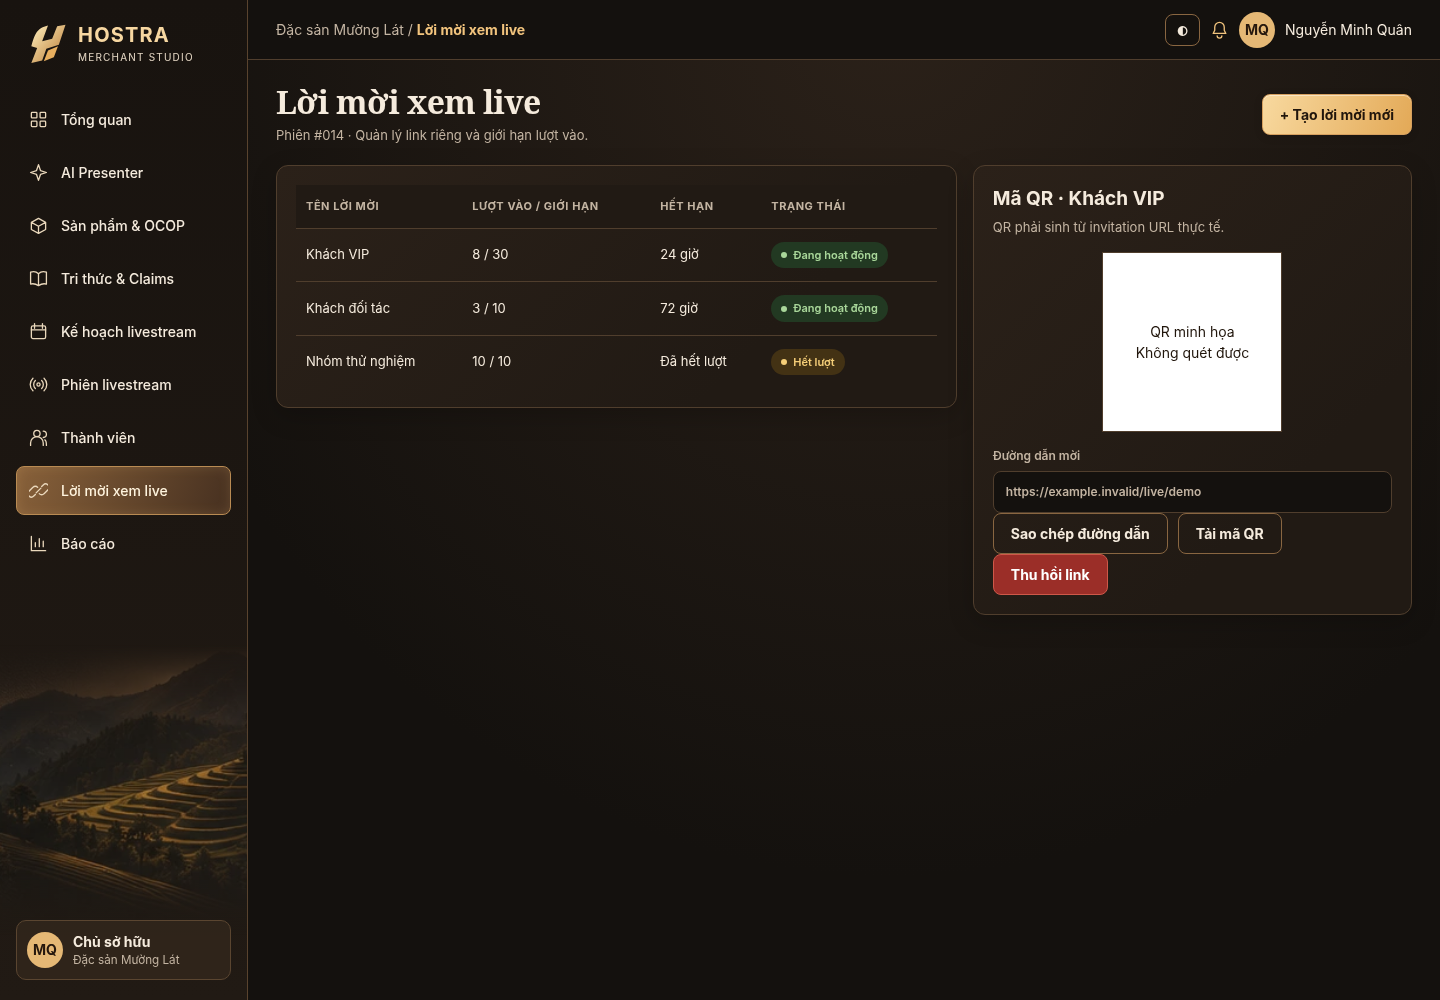 HOSTRA
MERCHANT STUDIO
Tổng quan
AI Presenter
Sản phẩm & OCOP
Tri thức & Claims
Kế hoạch livestream
Phiên livestream
Thành viên
Lời mời xem live
Báo cáo
MQ
Chủ sở hữu
Đặc sản Mường Lát
Đặc sản Mường Lát / Lời mời xem live
MQ Nguyễn Minh Quân
Lời mời xem live
Phiên #014 · Quản lý link riêng và giới hạn lượt vào.
+ Tạo lời mời mới
TÊN LỜI MỜI LƯỢT VÀO / GIỚI HẠN HẾT HẠN TRẠNG THÁI
Khách VIP 8 / 30 24 giờ Đang hoạt động
Khách đối tác 3 / 10 72 giờ Đang hoạt động
Nhóm thử nghiệm 10 / 10 Đã hết lượt Hết lượt
Mã QR · Khách VIP
QR phải sinh từ invitation URL thực tế.
QR minh họa
Không quét được
Đường dẫn mời
https://example.invalid/live/demo
Sao chép đường dẫn Tải mã QR
Thu hồi link